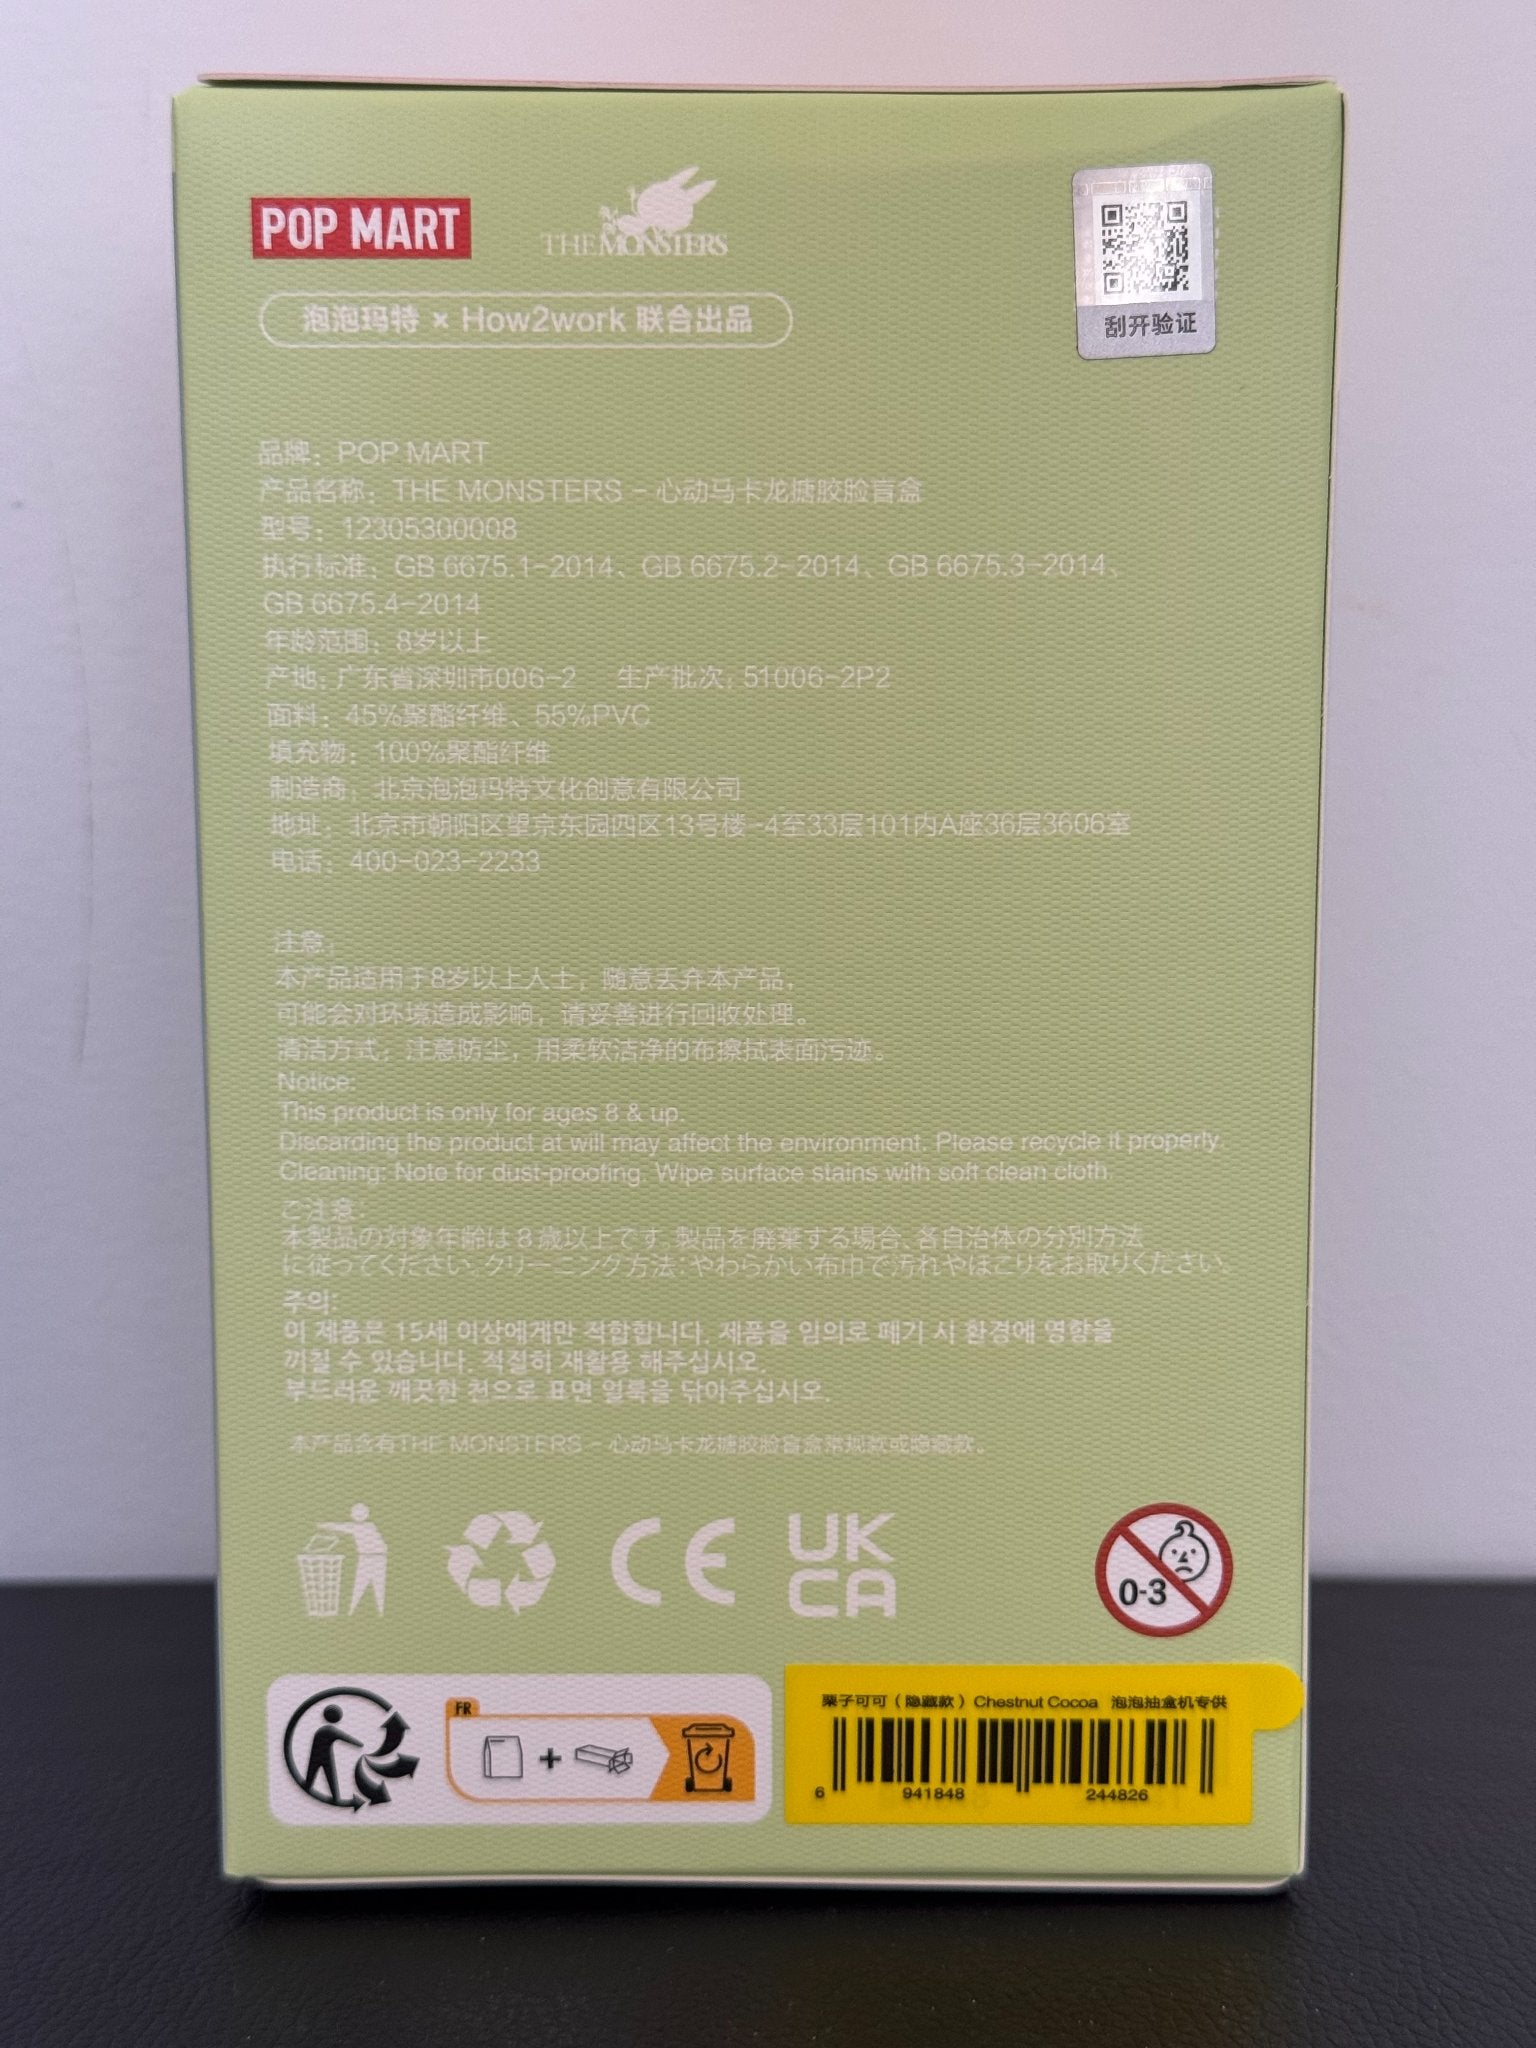 POP MART
THE MONSTERS
刮开验证
泡泡玛特 × How2work 联合出品
品牌：POP MART
产品名称：THE MONSTERS - 心动马卡龙搪胶脸盲盒
型号：12305300008
执行标准：GB 6675.1-2014、GB 6675.2- 2014、GB 6675.3-2014、
GB 6675.4-2014
年龄范围：8岁以上
产地：广东省深圳市006-2 生产批次：51006-2P2
面料：45%聚酯纤维、55%PVC
填充物：100%聚酯纤维
制造商：北京泡泡玛特文化创意有限公司
地址：北京市朝阳区望京东园四区13号楼-4至33层101内A座36层3606室
电话：400-023-2233
注意：
本产品适用于8岁以上人士，随意丢弃本产品，
可能会对环境造成影响，请妥善进行回收处理。
清洁方式：注意防尘，用柔软洁净的布擦拭表面污迹。
Notice:
This product is only for ages 8 & up.
Discarding the product at will may affect the environment. Please recycle it properly.
Cleaning: Note for dust-proofing. Wipe surface stains with soft clean cloth.
ご注意：
本製品の対象年齢は8歳以上です。製品を廃棄する場合、各自治体の分別方法
に従ってください。クリーニング方法：やわらかい布巾で汚れやほこりをお取りください。
주의:
이 제품은 15세 이상에게만 적합합니다. 제품을 임의로 폐기 시 환경에 영향을
끼칠 수 있습니다. 적절히 재활용 해주십시오.
부드러운 깨끗한 천으로 표면 얼룩을 닦아주십시오.
本产品含有THE MONSTERS - 心动马卡龙搪胶脸盲盒常规款或隐藏款。
CE
UK
CA
0-3
FR
栗子可可（隐藏款）Chestnut Cocoa 泡泡抽盒机专供
6 941848 244826